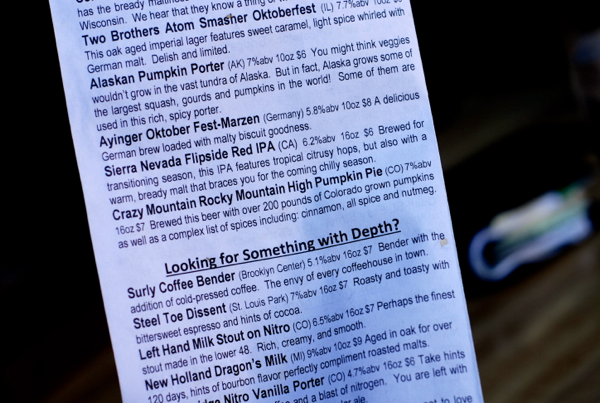 has the bready maltiness
Wisconsin. We hear that they know a thing or
Two Brothers Atom Smasher Oktoberfest (IL) 7.7%abv 10oz
This oak aged imperial lager features sweet caramel, light spice whirled with
German malt. Delish and limited.
Alaskan Pumpkin Porter (AK) 7%abv 10oz $6 You might think veggies
wouldn't grow in the vast tundra of Alaska. But in fact, Alaska grows some of
the largest squash, gourds and pumpkins in the world! Some of them are
used in this rich, spicy porter.
Ayinger Oktober Fest-Marzen (Germany) 5.8%abv 10oz $8 A delicious
German brew loaded with malty biscuit goodness.
Sierra Nevada Flipside Red IPA (CA) 6.2%abv 16oz $6 Brewed for
transitioning season, this IPA features tropical citrusy hops, but also with a
warm, bready malt that braces you for the coming chilly season.
Crazy Mountain Rocky Mountain High Pumpkin Pie (CO) 7%abv
16oz $7 Brewed this beer with over 200 pounds of Colorado grown pumpkins
as well as a complex list of spices including: cinnamon, all spice and nutmeg.
Looking for Something with Depth?
Surly Coffee Bender (Brooklyn Center) 5.1%abv 16oz $7 Bender with the
addition of cold-pressed coffee. The envy of every coffeehouse in town.
Steel Toe Dissent (St. Louis Park) 7%abv 16oz $7 Roasty and toasty with
bittersweet espresso and hints of cocoa.
Left Hand Milk Stout on Nitro (CO) 6.5%abv 16oz $7 Perhaps the finest
stout made in the lower 48. Rich, creamy, and smooth.
New Holland Dragon's Milk (MI) 9%abv 10oz $9 Aged in oak for over
120 days, hints of bourbon flavor perfectly compliment roasted malts.
Nitro Vanilla Porter (CO) 4.7%abv 16oz $6 Take hints
and a blast of nitrogen. You are left with
ale.
to love